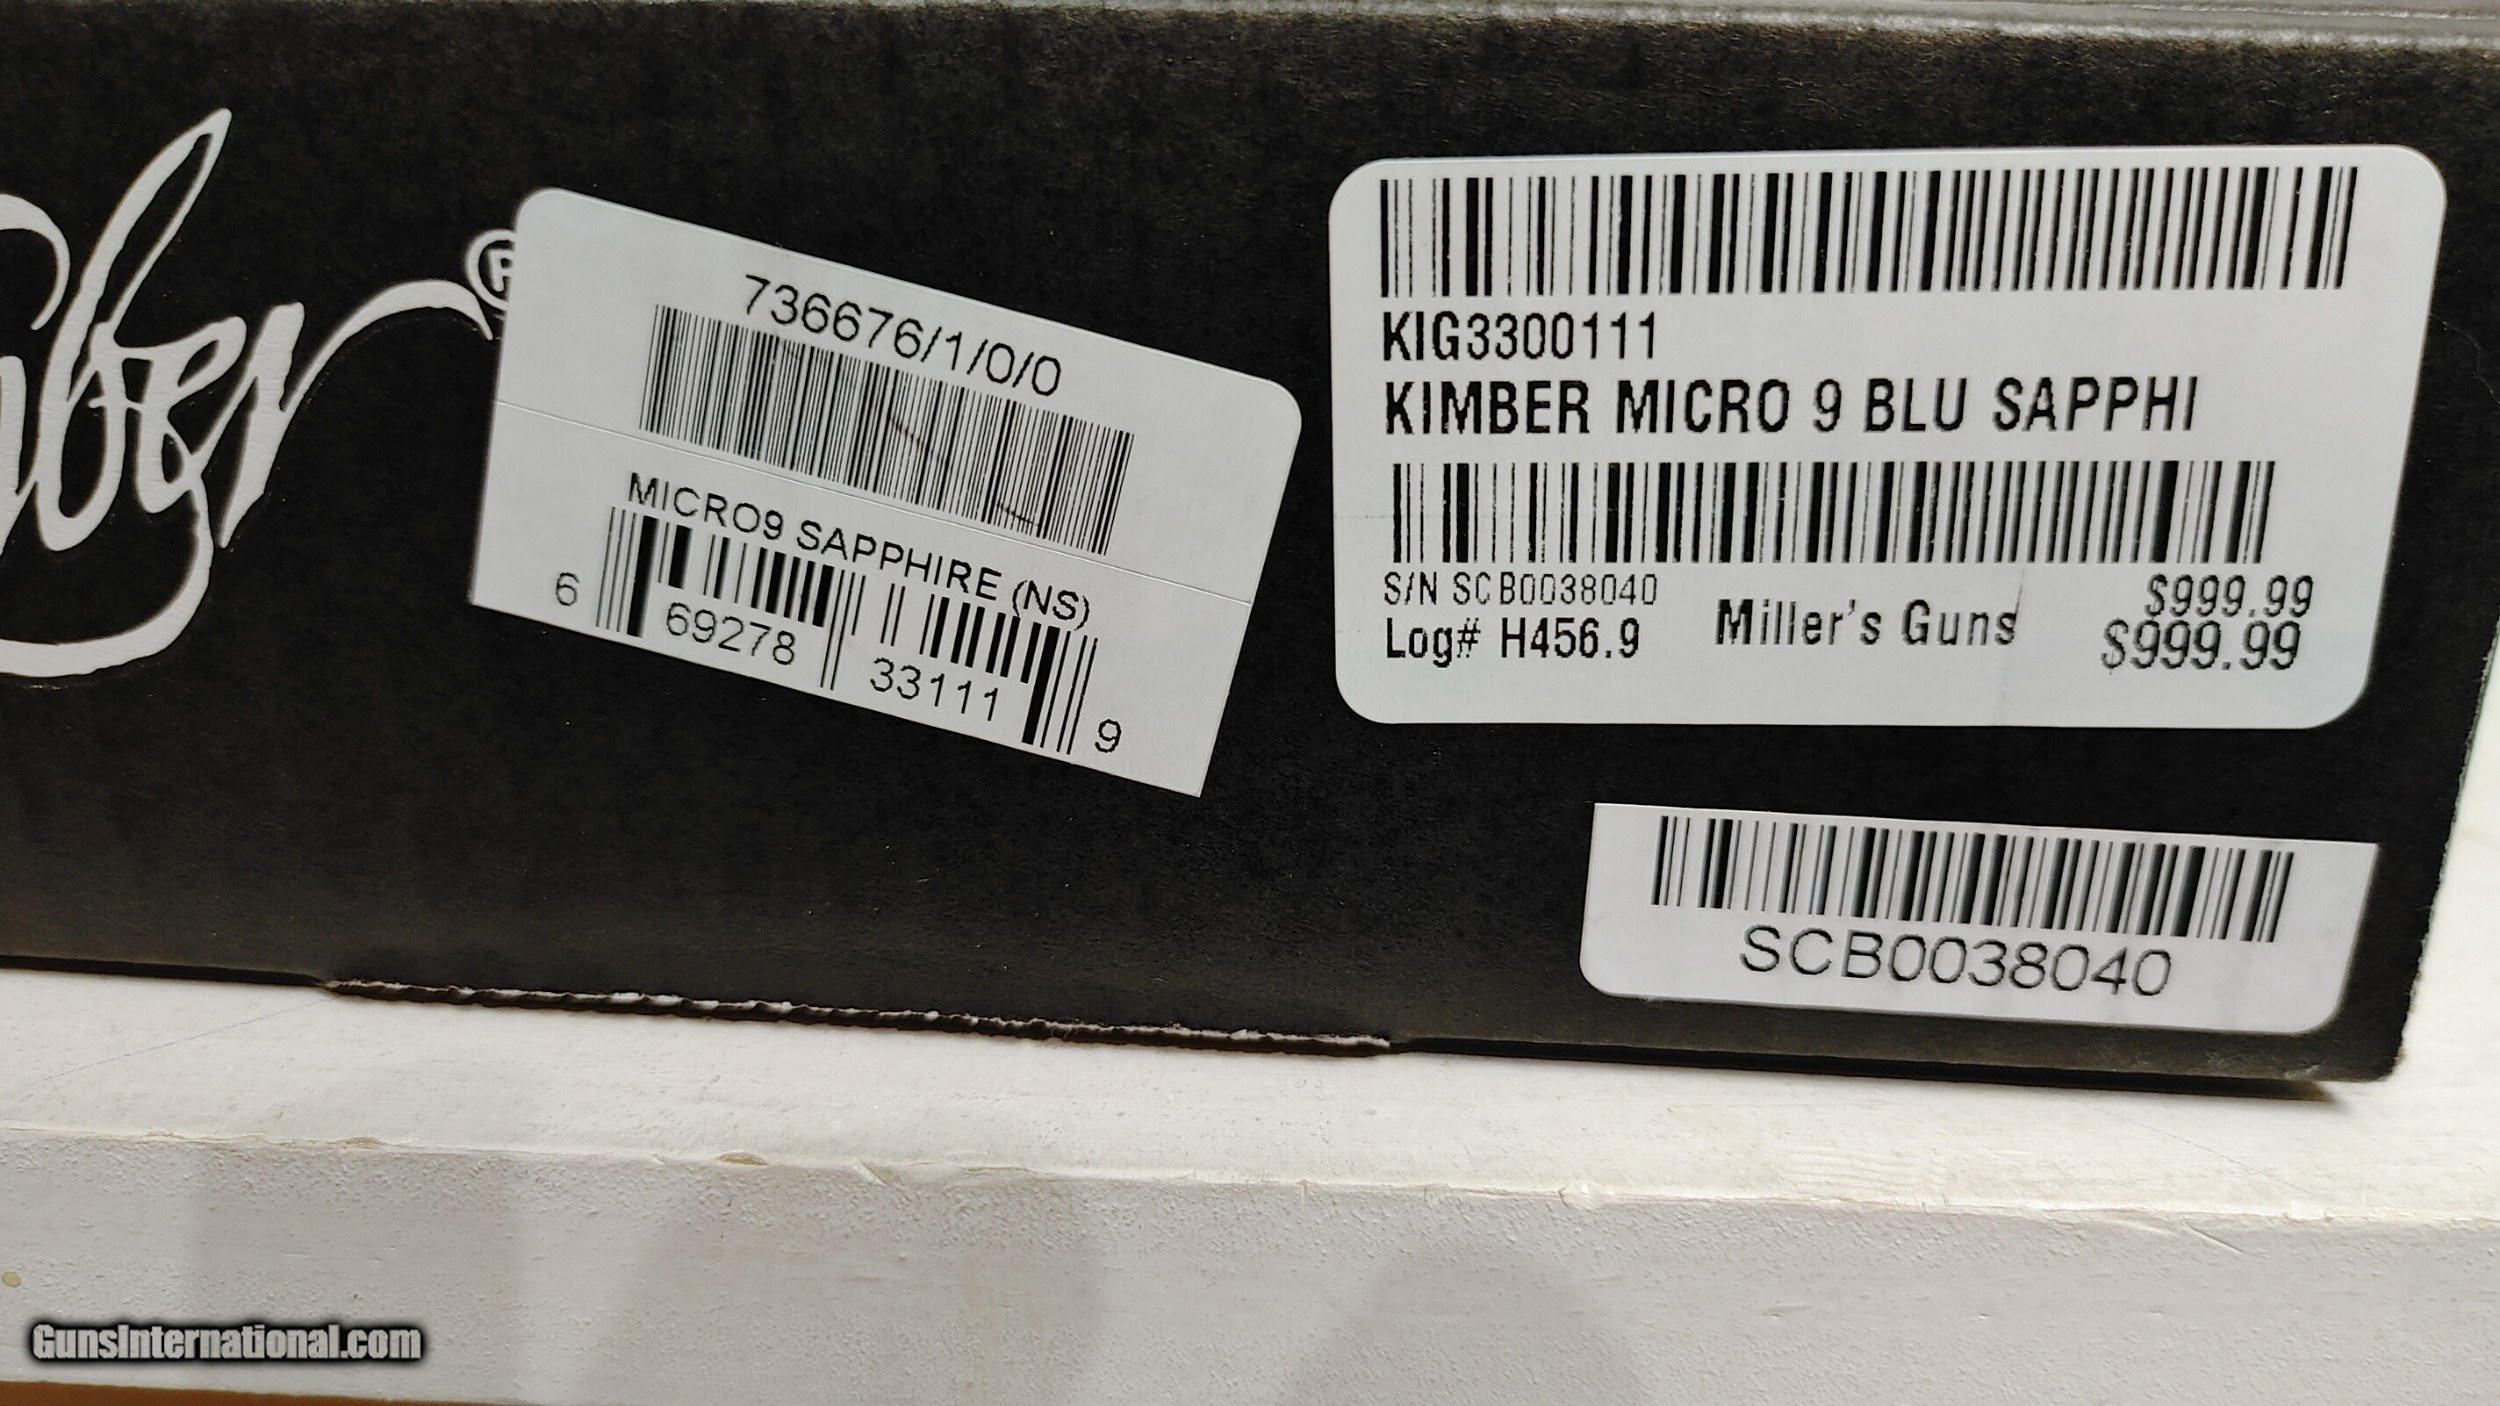 mber®
736676/1/0/0
MICRO9 SAPPHIRE (NS)
6 69278 33111 9
KIG3300111
KIMBER MICRO 9 BLU SAPPHI
S/N SCB0038040
Log# H456.9
Miller's Guns
$999.99
$999.99
SCB0038040
GunsInternational.com